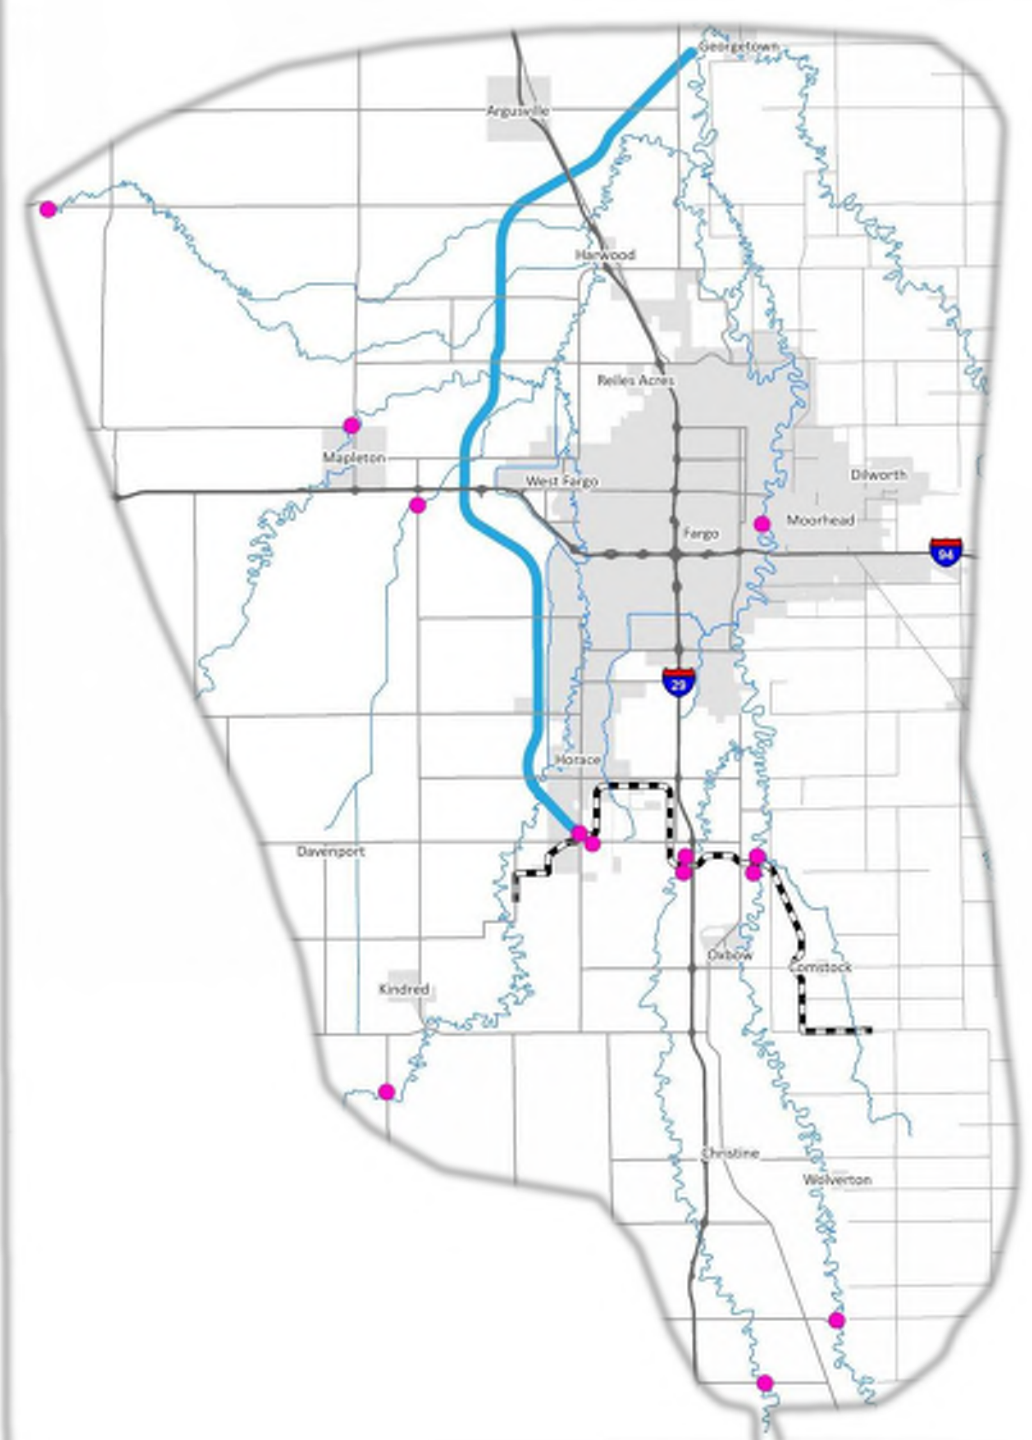 Georgetown
Argusville
Harwood
Reiles Acres
Mapleton
West Fargo
Dilworth
Moorhead
Fargo
94
29
Horace
Davenport
Oxbow
Comstock
Kindred
Christine
Wolverton